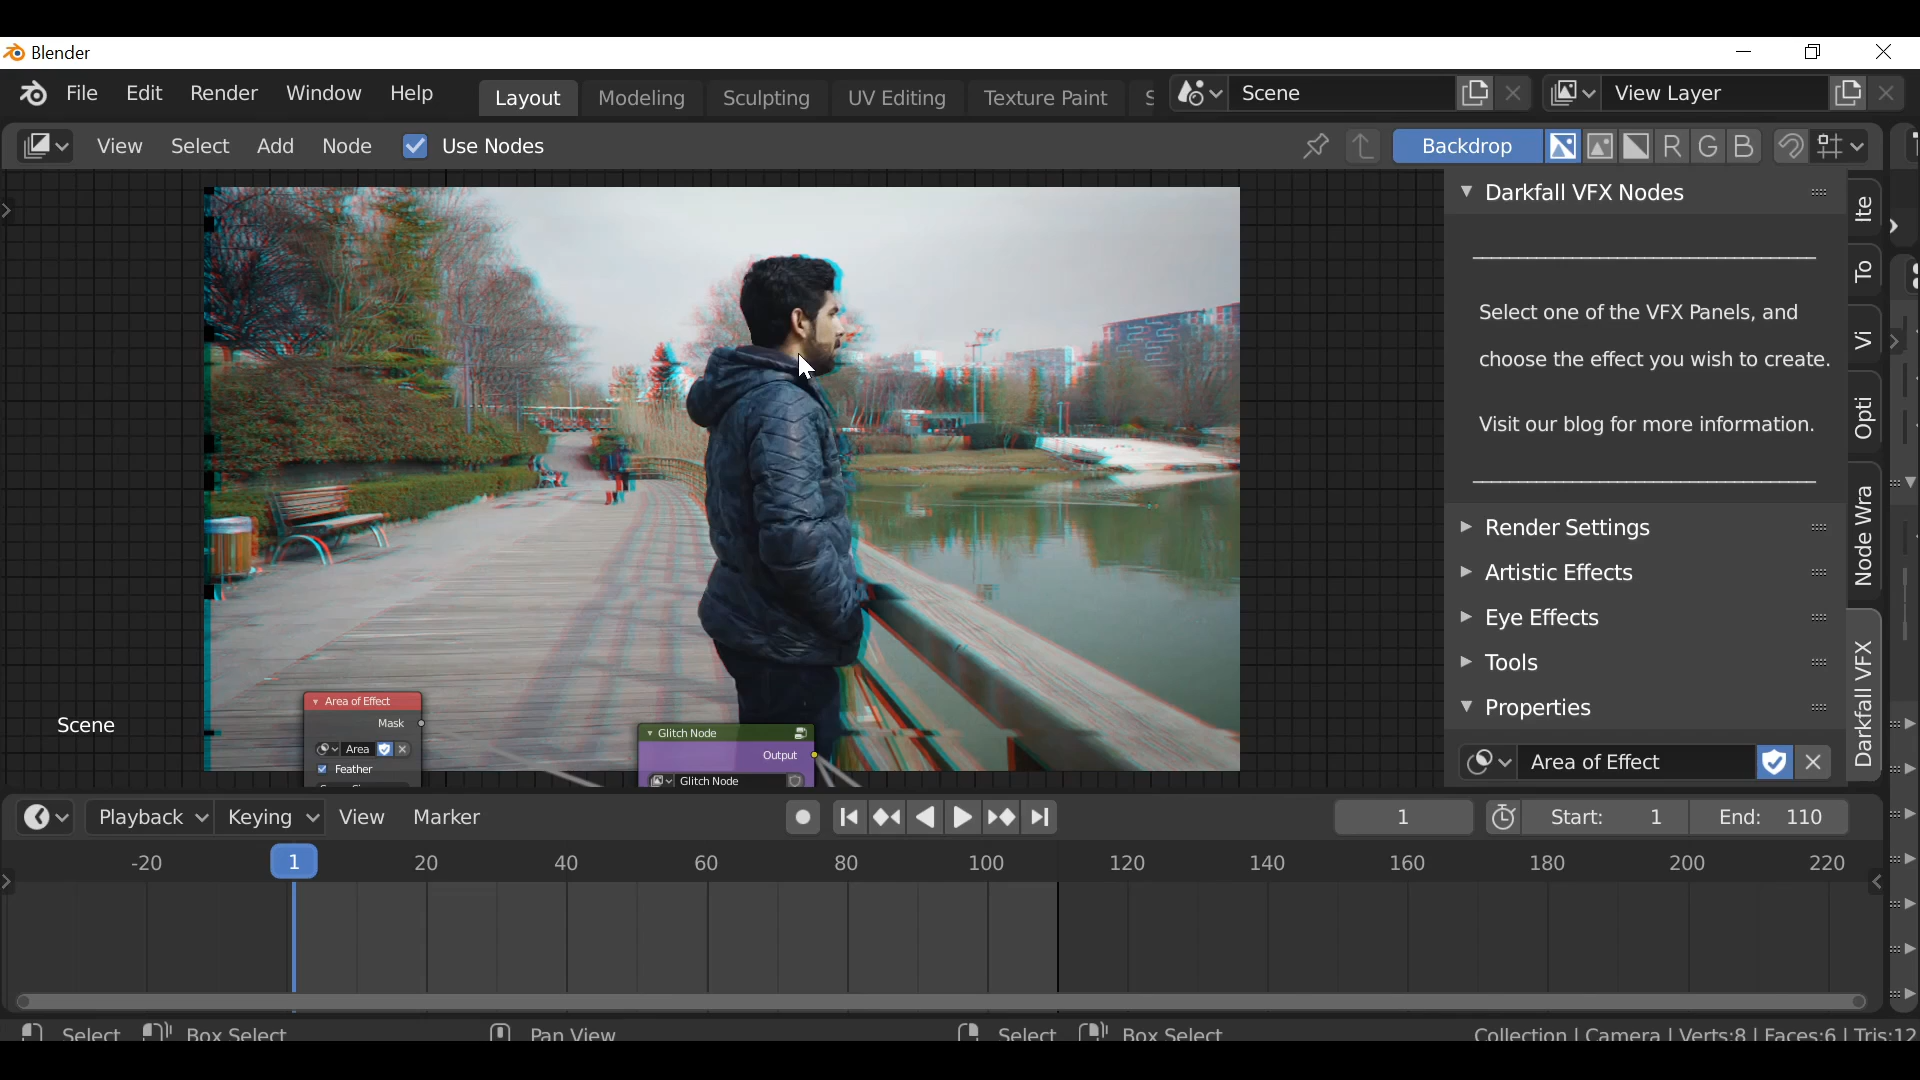 Blender
File Edit Render Window Help Layout Modeling Sculpting UV Editing Texture Paint S Scene View Layer
View Select Add Node Use Nodes Backdrop R G B
Darkfall VFX Nodes
Select one of the VFX Panels, and
choose the effect you wish to create.
Visit our blog for more information.
Render Settings
Artistic Effects
Eye Effects
Tools
Properties
Area of Effect
Ite
To
Vi
Opti
Node Wra
Darkfall VFX
Area of Effect
Mask
Area
Feather
Glitch Node
Output
Glitch Node
Scene
Playback Keying View Marker 1 Start: 1 End: 110
-20 1 20 40 60 80 100 120 140 160 180 200 220
Select Box Select Pan View Select Box Select Collection | Camera | Verts:8 | Faces:6 | Tris:12